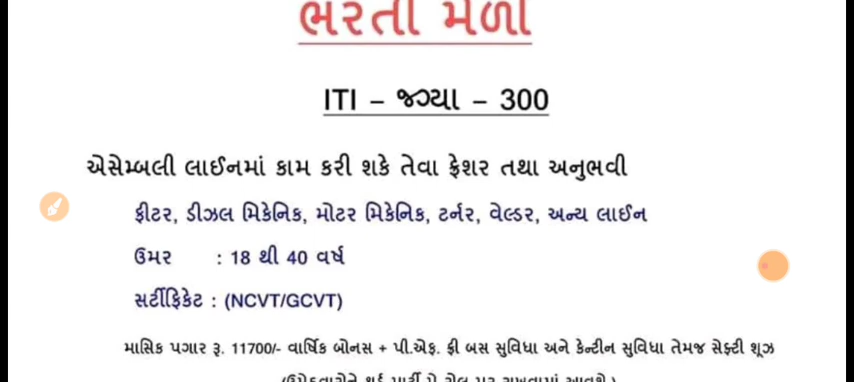 ભરતી મેળો
ITI – જગ્યા – 300
એસેમ્બલી લાઈનમાં કામ કરી શકે તેવા ફ્રેશર તથા અનુભવી
ફીટર, ડીઝલ મિકેનિક, મોટર મિકેનિક, ટર્નર, વેલ્ડર, અન્ય લાઈન
ઉમર : 18 થી 40 વર્ષ
સર્ટીફિકેટ : (NCVT/GCVT)
માસિક પગાર રૂ. 11700/- વાર્ષિક બોનસ + પી.એફ. ફ્રી બસ સુવિધા અને કેન્ટીન સુવિધા તેમજ સેફ્ટી શૂઝ